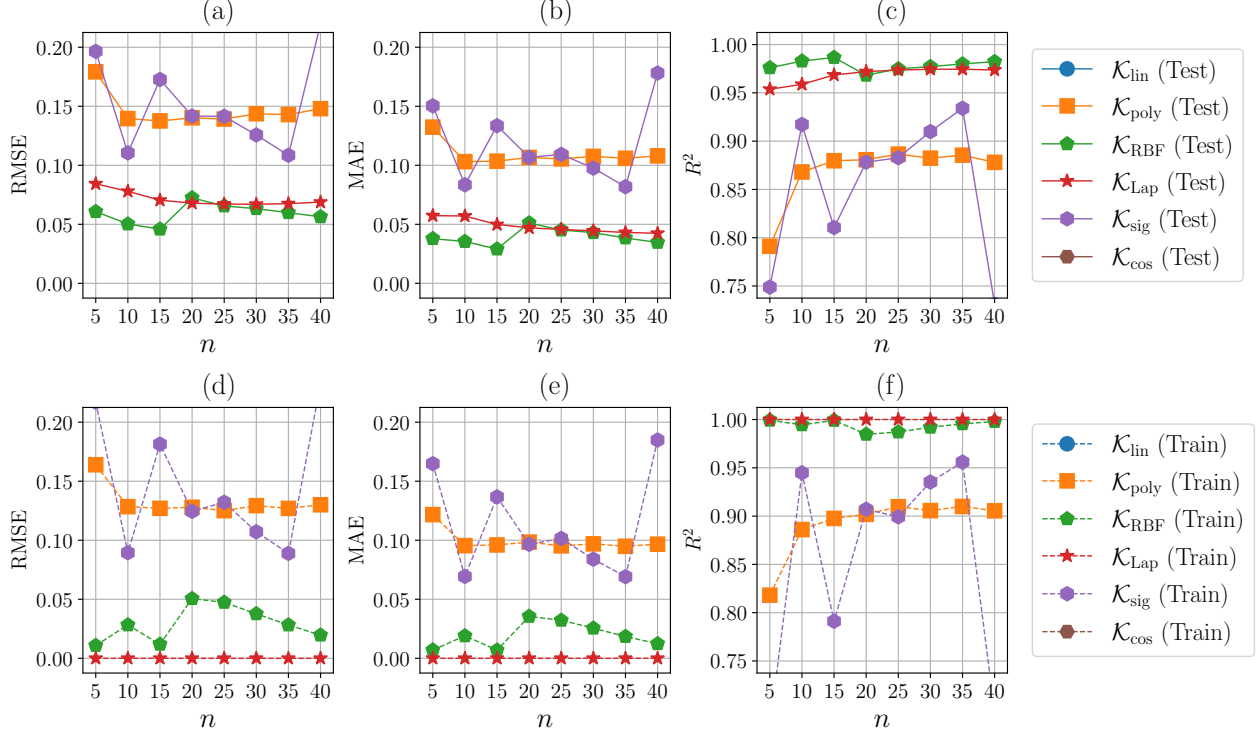 (a) (b) (c)
RMSE
0.20
0.15
0.10
0.05
0.00
5 10 15 20 25 30 35 40
n
MAE
0.20
0.15
0.10
0.05
0.00
5 10 15 20 25 30 35 40
n
R²
1.00
0.95
0.90
0.85
0.80
0.75
5 10 15 20 25 30 35 40
n
𝒦lin (Test)
𝒦poly (Test)
𝒦RBF (Test)
𝒦Lap (Test)
𝒦sig (Test)
𝒦cos (Test)
(d) (e) (f)
RMSE
0.20
0.15
0.10
0.05
0.00
5 10 15 20 25 30 35 40
n
MAE
0.20
0.15
0.10
0.05
0.00
5 10 15 20 25 30 35 40
n
R²
1.00
0.95
0.90
0.85
0.80
0.75
5 10 15 20 25 30 35 40
n
𝒦lin (Train)
𝒦poly (Train)
𝒦RBF (Train)
𝒦Lap (Train)
𝒦sig (Train)
𝒦cos (Train)